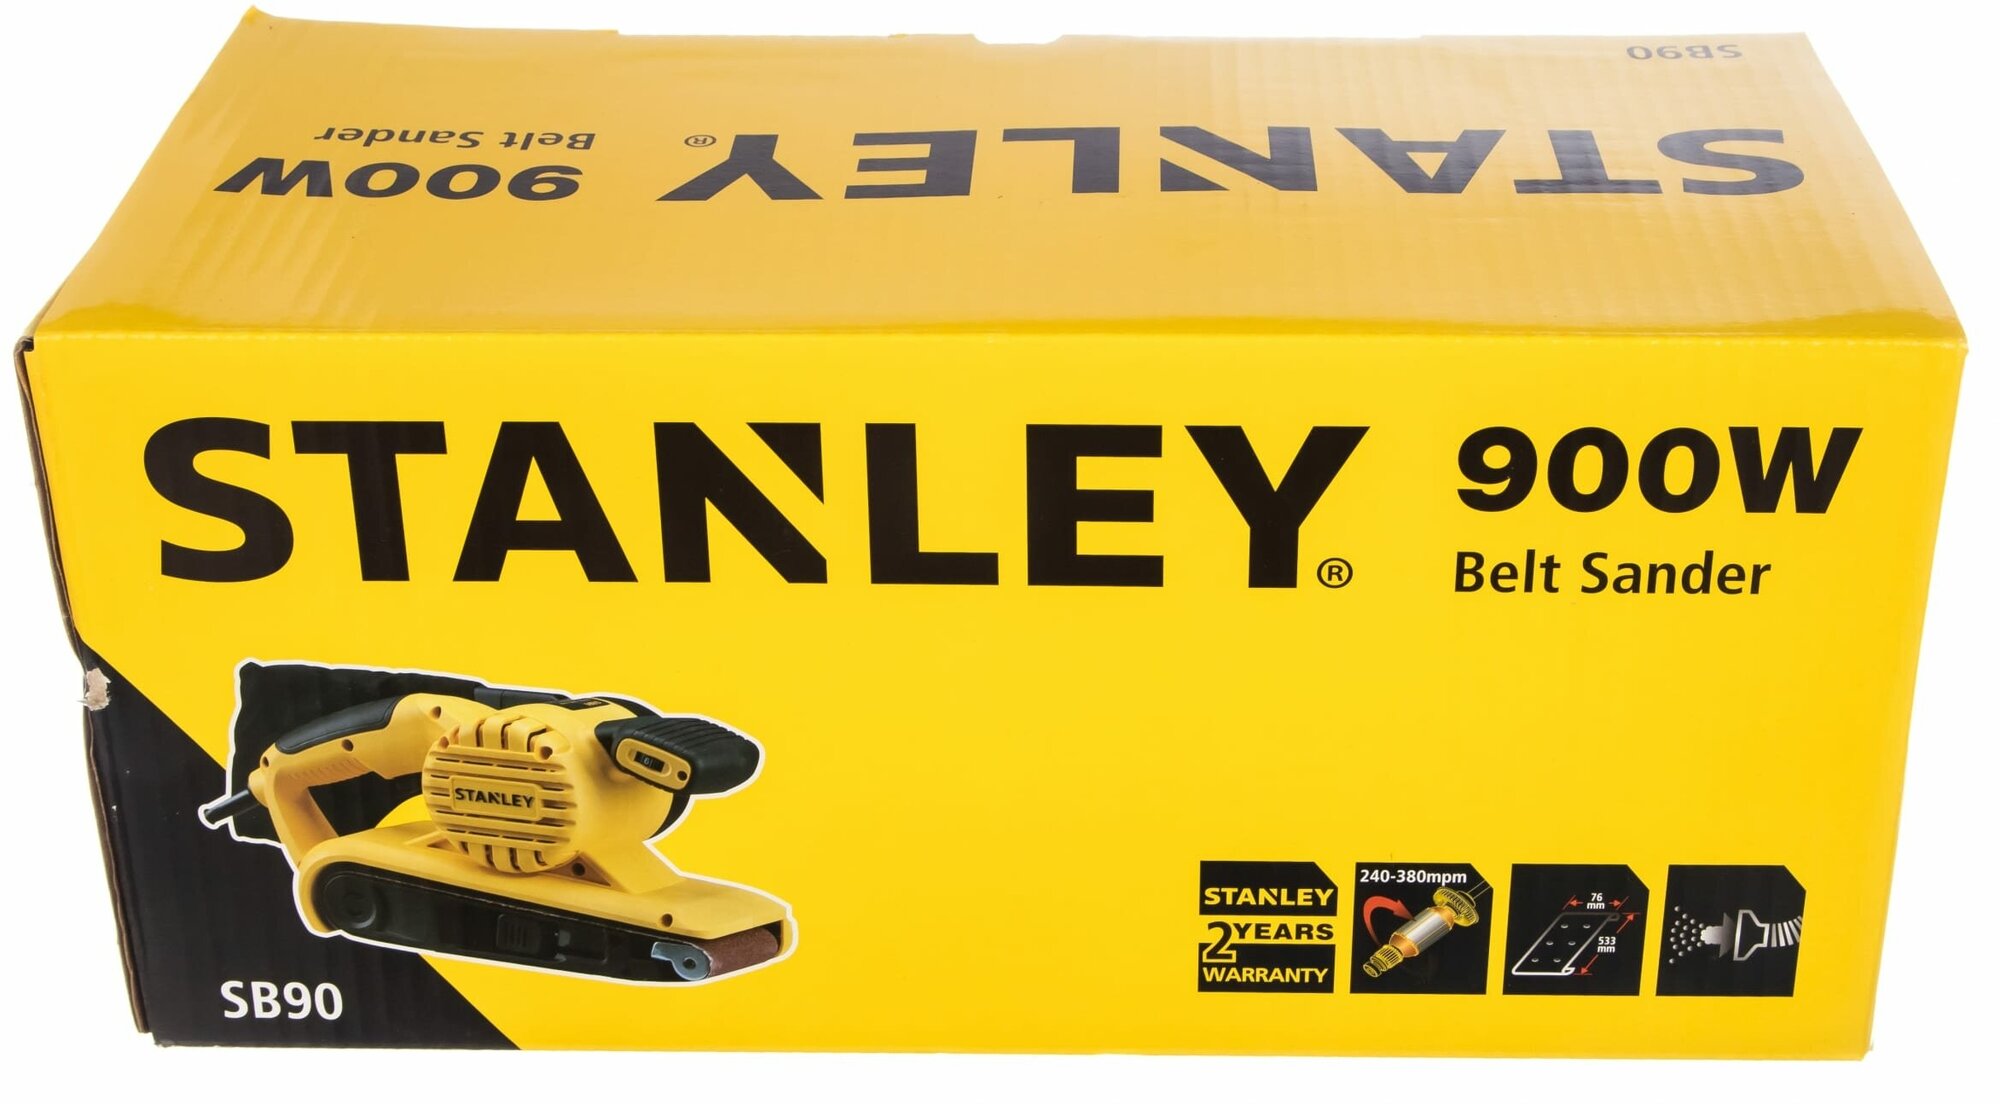 SB90
STANLEY®
900W
Belt Sander
STANLEY®
900W
Belt Sander
STANLEY
SB90
STANLEY
2 YEARS
WARRANTY
240-380mpm
76
mm
533
mm